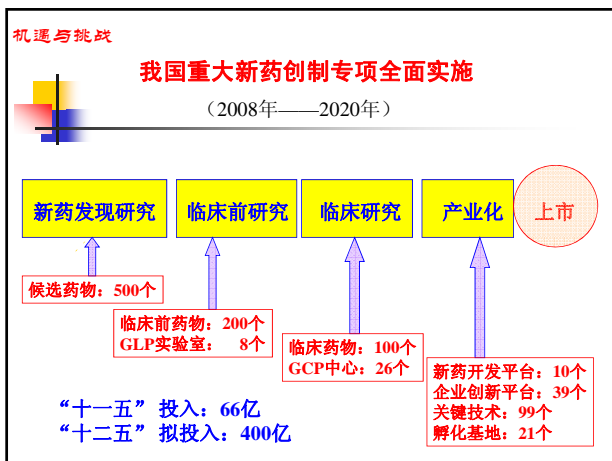 机遇与挑战
我国重大新药创制专项全面实施
（2008年——2020年）
新药发现研究
临床前研究
临床研究
产业化
上市
候选药物：500个
临床前药物：200个
GLP实验室： 8个
临床药物：100个
GCP中心：26个
新药开发平台：10个
企业创新平台：39个
关键技术：99个
孵化基地：21个
“十一五” 投入：66亿
“十二五” 拟投入：400亿